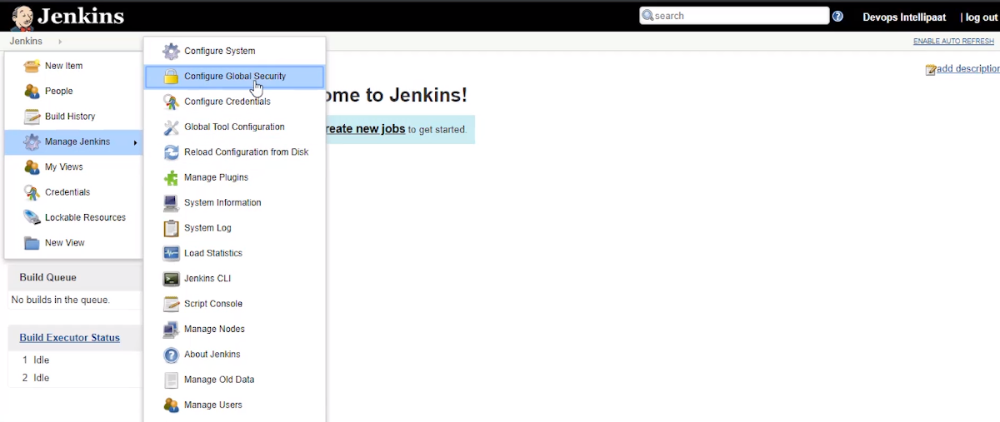 Jenkins
search
Devops Intellipaat | log out
Jenkins
ENABLE AUTO REFRESH
New Item
People
Build History
Manage Jenkins
My Views
Credentials
Lockable Resources
New View
Build Queue
No builds in the queue.
Build Executor Status
1 Idle
2 Idle
Configure System
Configure Global Security
Configure Credentials
Global Tool Configuration
Reload Configuration from Disk
Manage Plugins
System Information
System Log
Load Statistics
Jenkins CLI
Script Console
Manage Nodes
About Jenkins
Manage Old Data
Manage Users
add description
ome to Jenkins!
reate new jobs to get started.